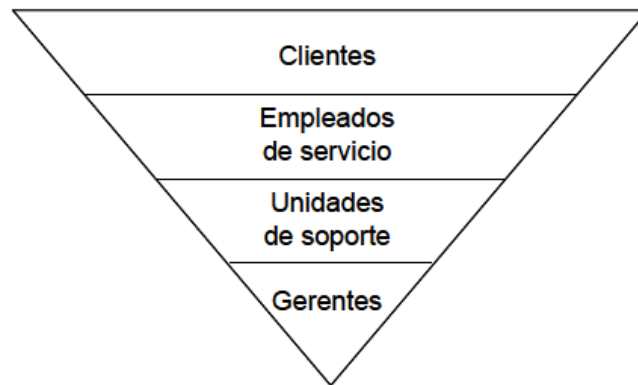 Clientes
Empleados
de servicio
Unidades
de soporte
Gerentes